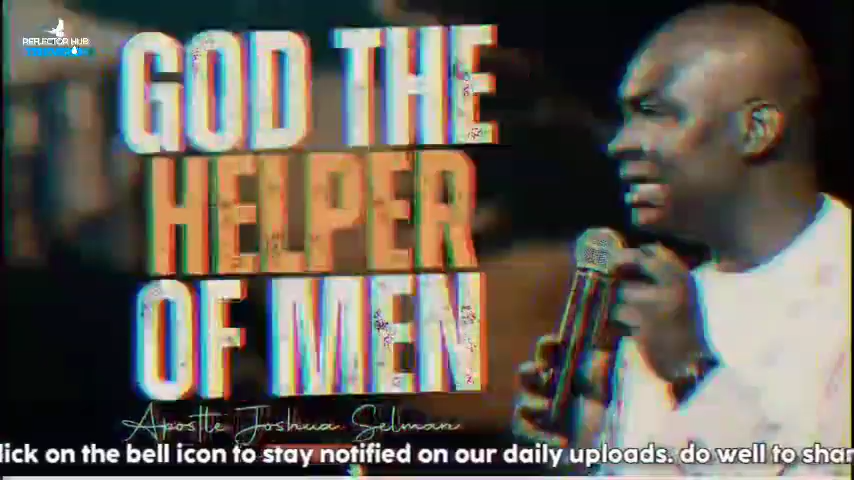 REFLECTOR HUB
GOD THE
HELPER
OF MEN
Apostle Joshua Selman
lick on the bell icon to stay notified on our daily uploads. do well to shar